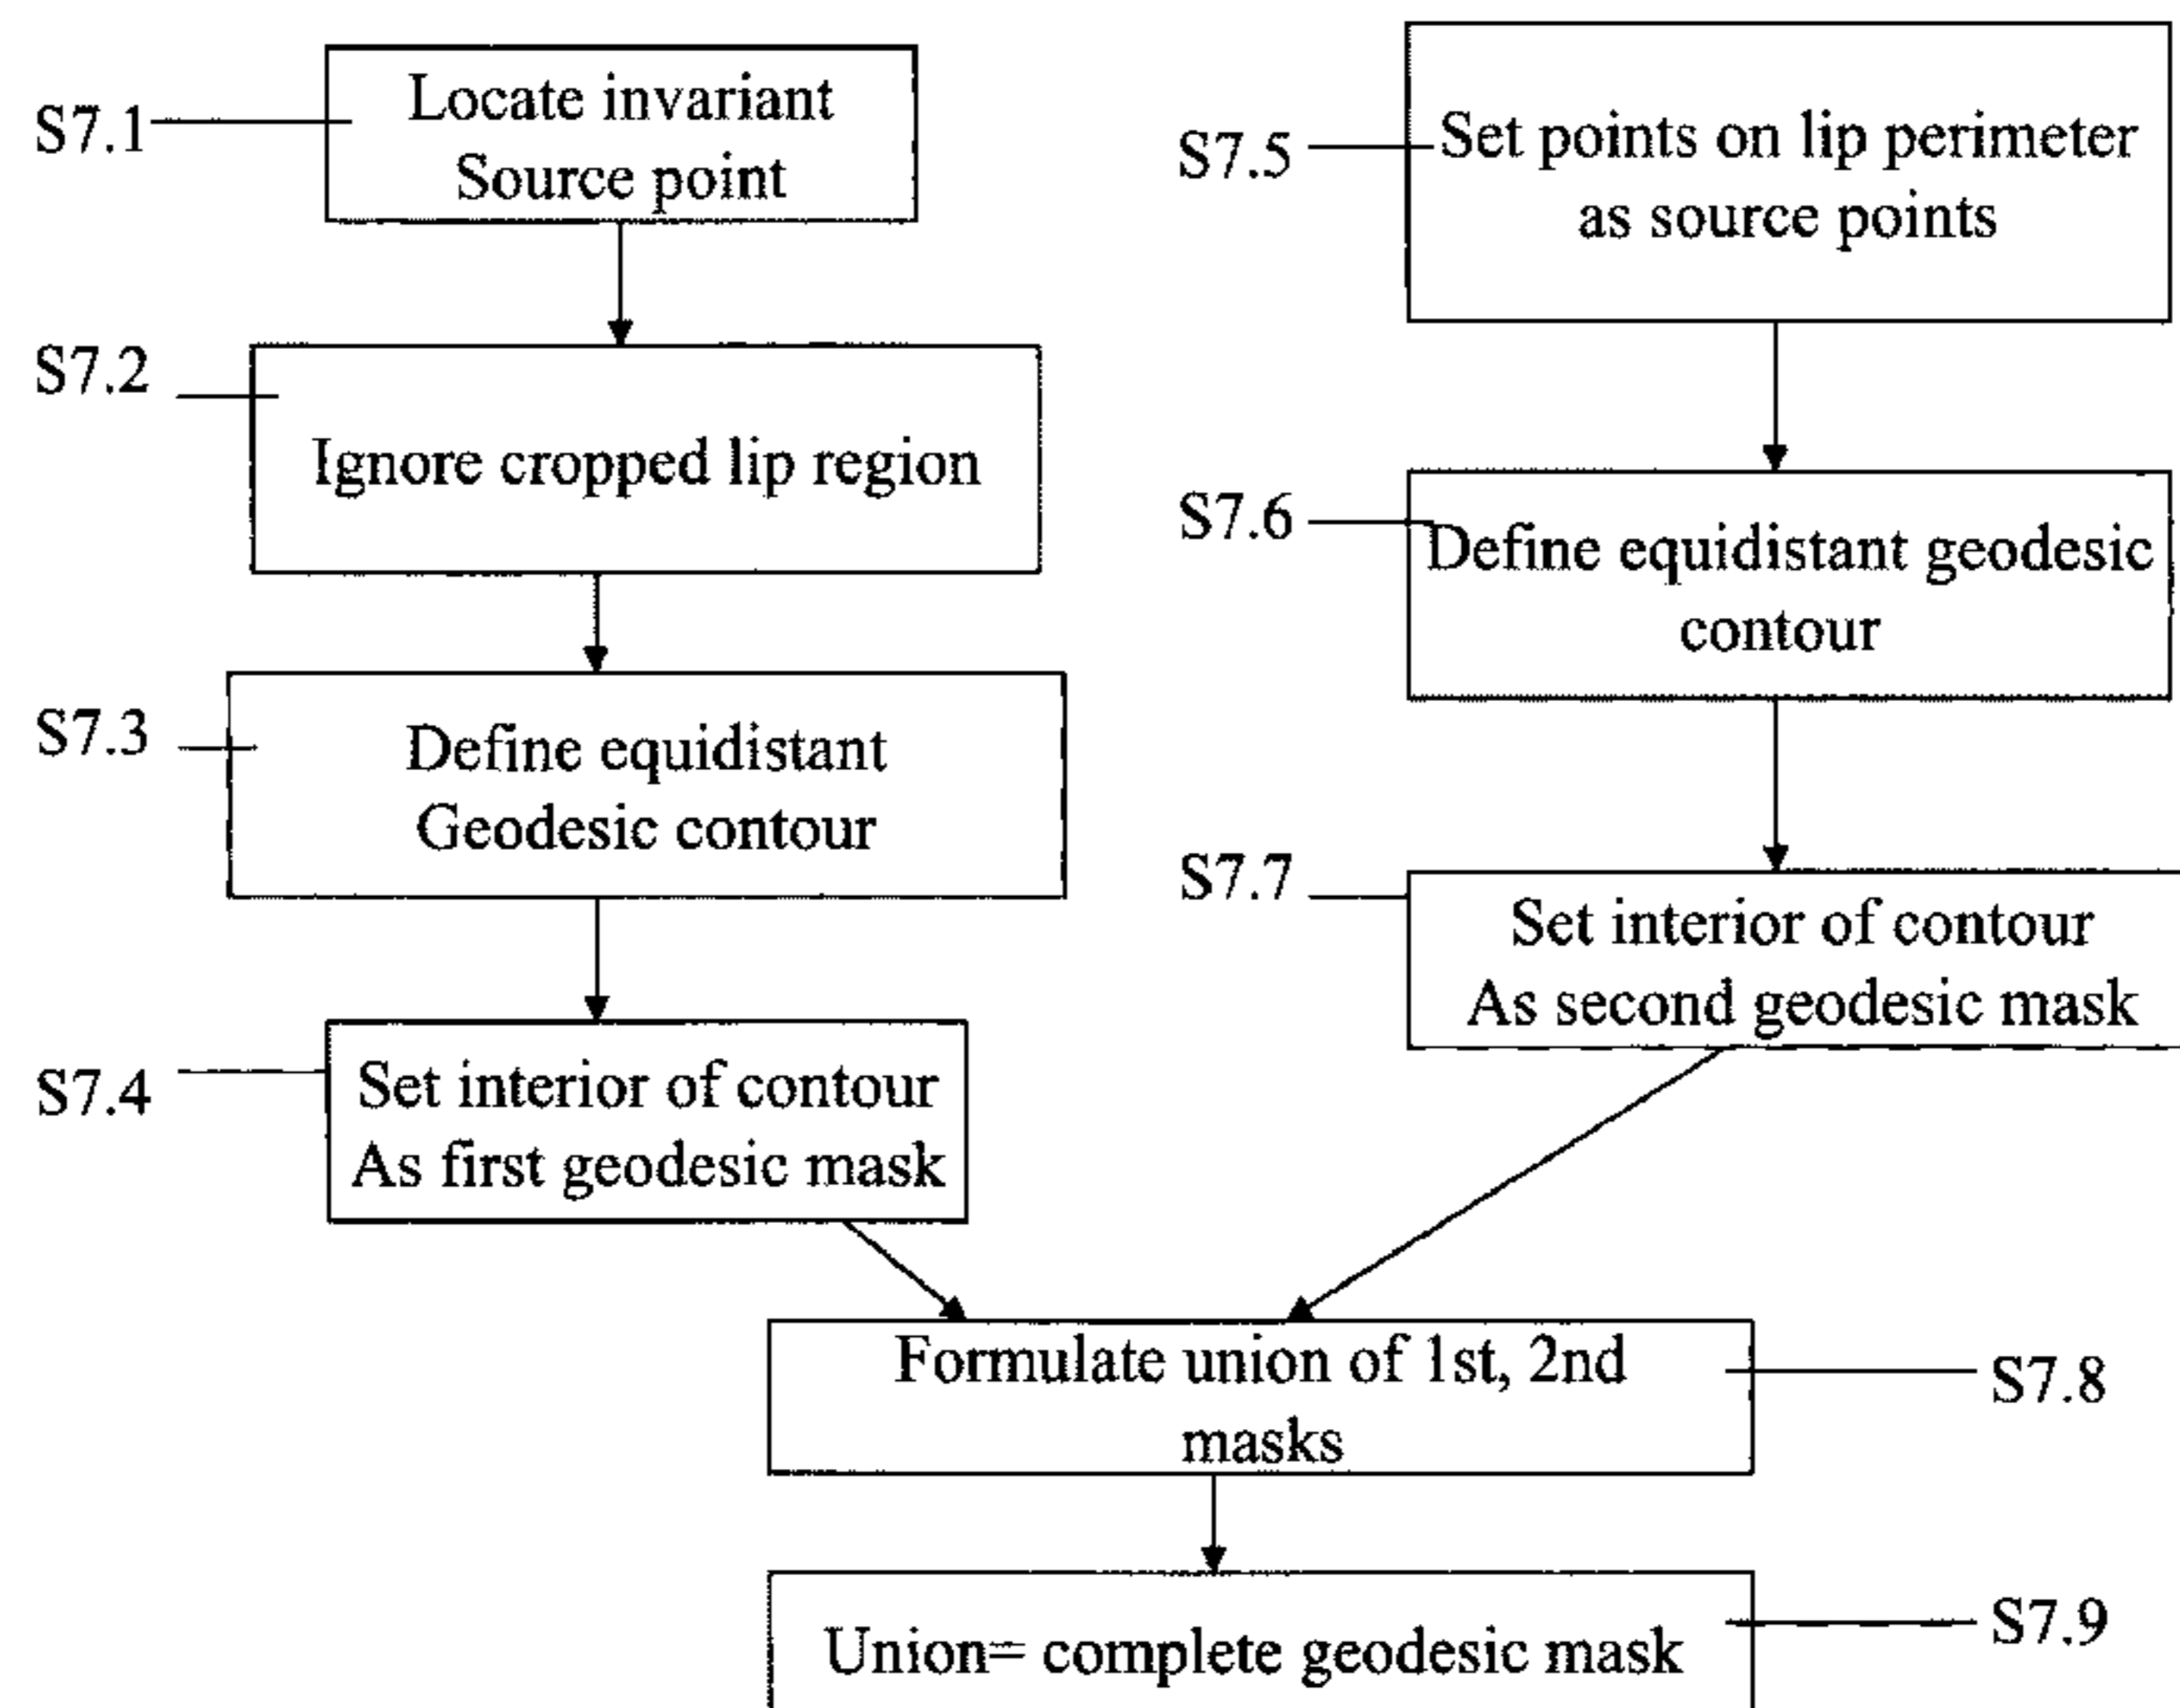 S7.1
Locate invariant
Source point
S7.2
Ignore cropped lip region
S7.3
Define equidistant
Geodesic contour
S7.4
Set interior of contour
As first geodesic mask
S7.5
Set points on lip perimeter
as source points
S7.6
Define equidistant geodesic
contour
S7.7
Set interior of contour
As second geodesic mask
Formulate union of 1st, 2nd
masks
S7.8
Union= complete geodesic mask
S7.9